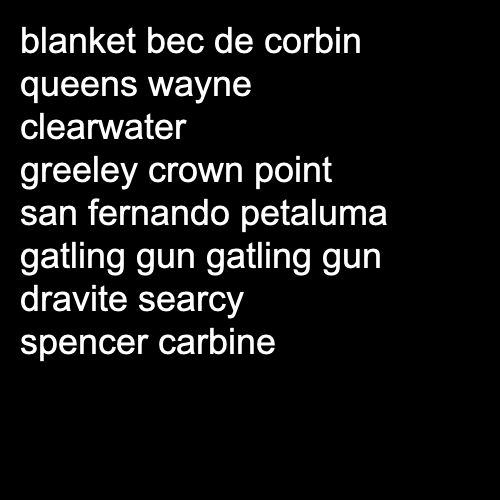 blanket bec de corbin
queens wayne
clearwater
greeley crown point
san fernando petaluma
gatling gun gatling gun
dravite searcy
spencer carbine